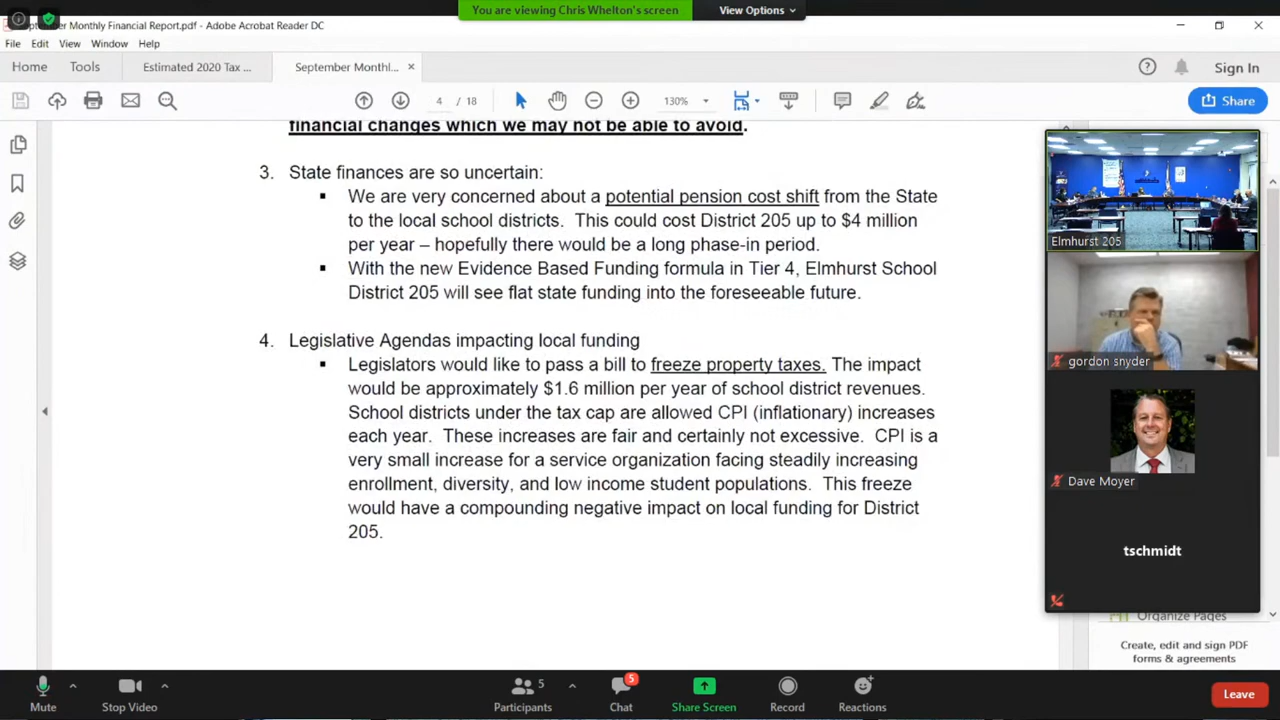 You are viewing Chris Whelton's screen
View Options
September Monthly Financial Report.pdf - Adobe Acrobat Reader DC
File Edit View Window Help
Home Tools Estimated 2020 Tax ... September Monthl... × Sign In
4 / 18 130% Share
financial changes which we may not be able to avoid.
3. State finances are so uncertain:
▪ We are very concerned about a potential pension cost shift from the State
to the local school districts. This could cost District 205 up to $4 million
per year – hopefully there would be a long phase-in period.
▪ With the new Evidence Based Funding formula in Tier 4, Elmhurst School
District 205 will see flat state funding into the foreseeable future.
4. Legislative Agendas impacting local funding
▪ Legislators would like to pass a bill to freeze property taxes. The impact
would be approximately $1.6 million per year of school district revenues.
School districts under the tax cap are allowed CPI (inflationary) increases
each year. These increases are fair and certainly not excessive. CPI is a
very small increase for a service organization facing steadily increasing
enrollment, diversity, and low income student populations. This freeze
would have a compounding negative impact on local funding for District
205.
Elmhurst 205
gordon snyder
Dave Moyer
tschmidt
Organize Pages
Create, edit and sign PDF
forms & agreements
Mute Stop Video Participants 5 Chat 5 Share Screen Record Reactions Leave